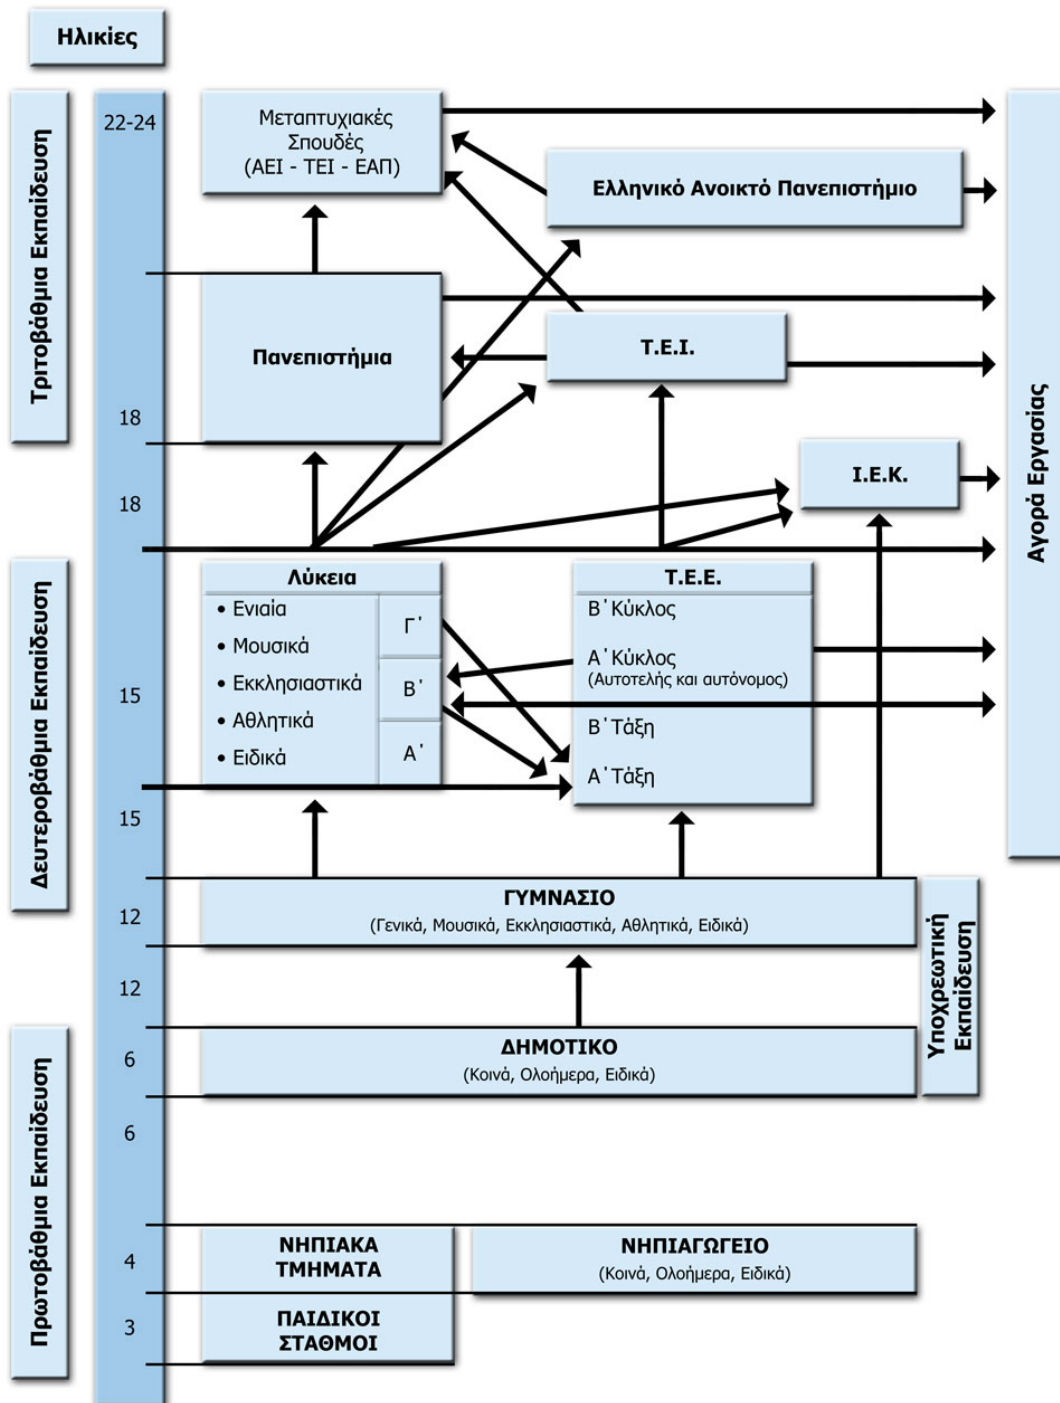 Ηλικίες
Τριτοβάθμια Εκπαίδευση
22-24
Μεταπτυχιακές
Σπουδές
(ΑΕΙ - ΤΕΙ - ΕΑΠ)
Ελληνικό Ανοικτό Πανεπιστήμιο
Πανεπιστήμια
Τ.Ε.Ι.
18
Ι.Ε.Κ.
18
Αγορά Εργασίας
Δευτεροβάθμια Εκπαίδευση
Λύκεια
• Ενιαία
• Μουσικά
• Εκκλησιαστικά
• Αθλητικά
• Ειδικά
Γ'
Β'
Α'
Τ.Ε.Ε.
Β' Κύκλος
Α' Κύκλος
(Αυτοτελής και αυτόνομος)
Β' Τάξη
Α' Τάξη
15
15
12
ΓΥΜΝΑΣΙΟ
(Γενικά, Μουσικά, Εκκλησιαστικά, Αθλητικά, Ειδικά)
Υποχρεωτική
Εκπαίδευση
12
Πρωτοβάθμια Εκπαίδευση
6
ΔΗΜΟΤΙΚΟ
(Κοινά, Ολοήμερα, Ειδικά)
6
4
ΝΗΠΙΑΚΑ
ΤΜΗΜΑΤΑ
ΝΗΠΙΑΓΩΓΕΙΟ
(Κοινά, Ολοήμερα, Ειδικά)
3
ΠΑΙΔΙΚΟΙ
ΣΤΑΘΜΟΙ